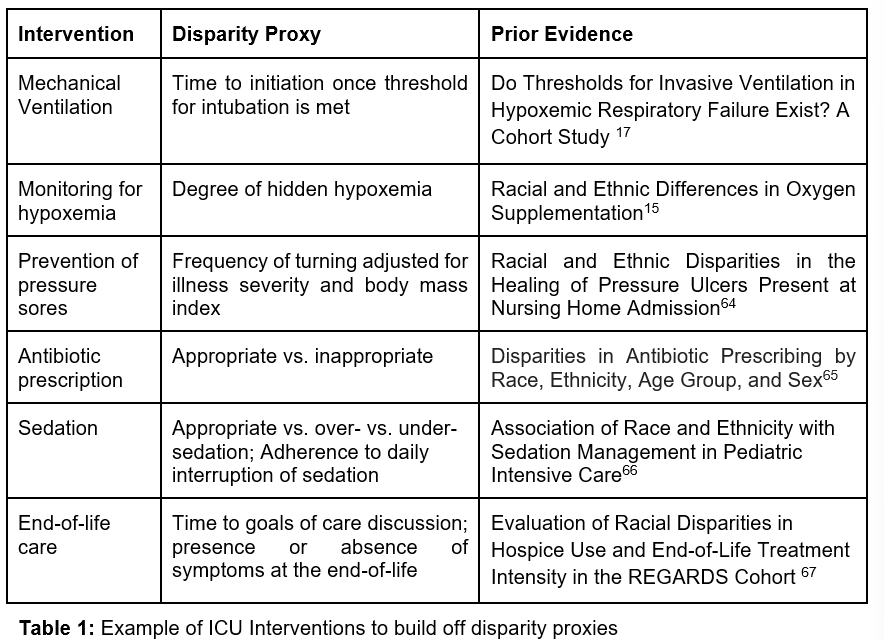 Intervention
Disparity Proxy
Prior Evidence
Mechanical
Ventilation
Time to initiation once threshold
for intubation is met
Do Thresholds for Invasive Ventilation in
Hypoxemic Respiratory Failure Exist? A
Cohort Study 17
Monitoring for
hypoxemia
Degree of hidden hypoxemia
Racial and Ethnic Differences in Oxygen
Supplementation15
Prevention of
pressure
sores
Frequency of turning adjusted for
illness severity and body mass
index
Racial and Ethnic Disparities in the
Healing of Pressure Ulcers Present at
Nursing Home Admission64
Antibiotic
prescription
Appropriate vs. inappropriate
Disparities in Antibiotic Prescribing by
Race, Ethnicity, Age Group, and Sex65
Sedation
Appropriate vs. over- vs. under-
sedation; Adherence to daily
interruption of sedation
Association of Race and Ethnicity with
Sedation Management in Pediatric
Intensive Care66
End-of-life
care
Time to goals of care discussion;
presence or absence of
symptoms at the end-of-life
Evaluation of Racial Disparities in
Hospice Use and End-of-Life Treatment
Intensity in the REGARDS Cohort 67
Table 1: Example of ICU Interventions to build off disparity proxies